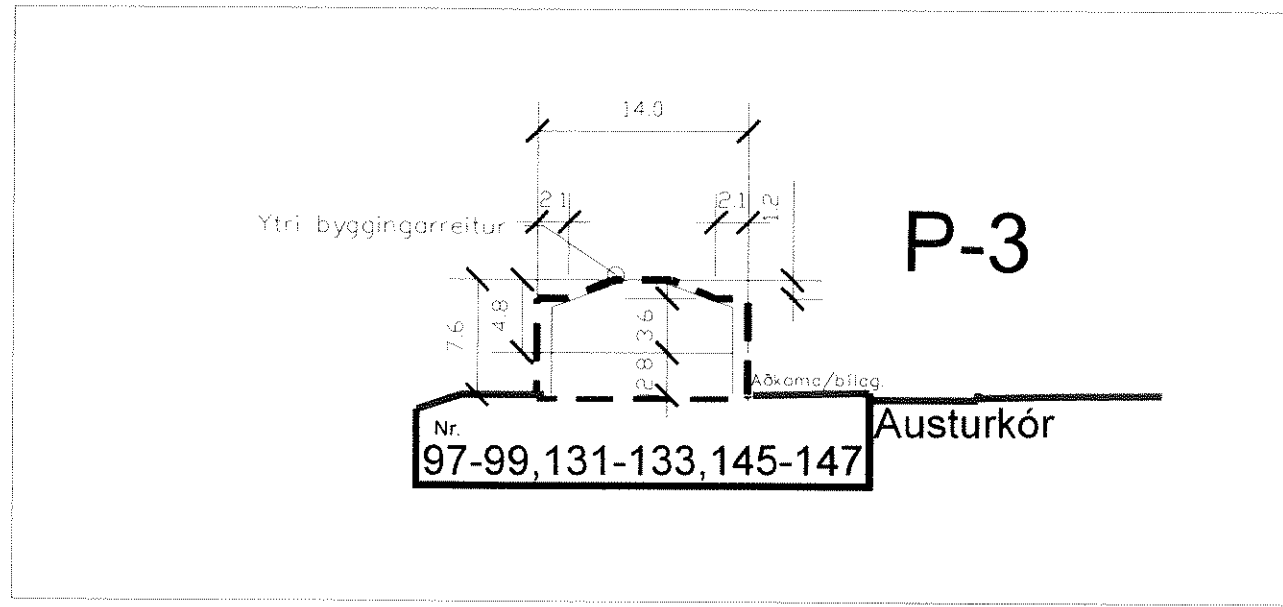 14.0
2.1
2.1
1.2
Ytri byggingarreitur
P-3
7.6
4.8
3.6
2.8
Aðkoma/bílag.
Nr.
97-99,131-133,145-147
Austurkór